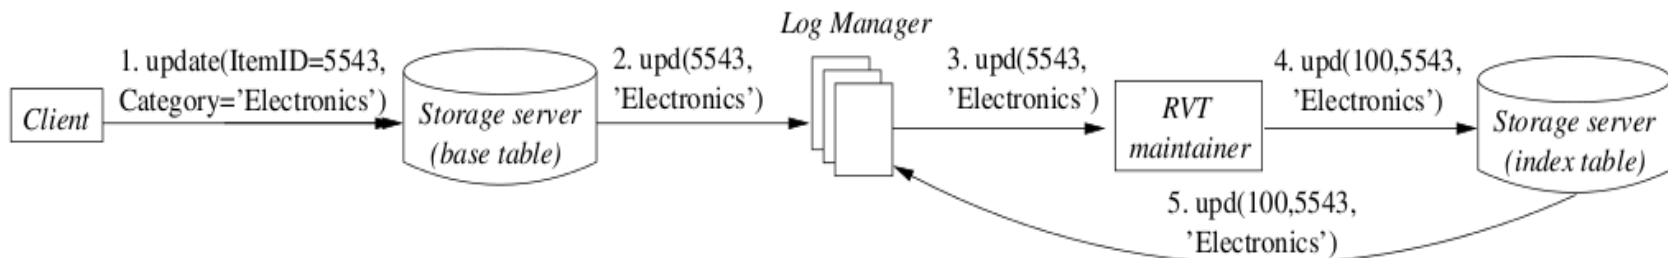 Log Manager
1. update(ItemID=5543,
Category='Electronics')
2. upd(5543,
'Electronics')
3. upd(5543,
'Electronics')
4. upd(100,5543,
'Electronics')
Client
Storage server
(base table)
RVT
maintainer
Storage server
(index table)
5. upd(100,5543,
'Electronics')